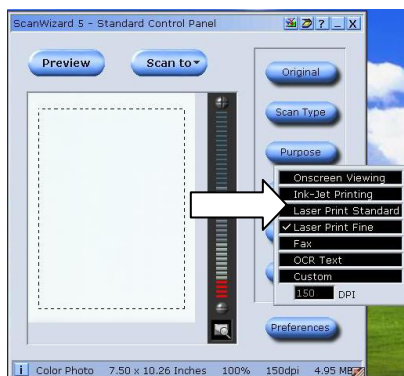 ScanWizard 5 - Standard Control Panel
Preview
Scan to
Original
Scan Type
Purpose
Onscreen Viewing
Ink-Jet Printing
Laser Print Standard
✓ Laser Print Fine
Fax
OCR Text
Custom
150 DPI
Preferences
Color Photo 7.50 x 10.26 Inches 100% 150dpi 4.95 MB